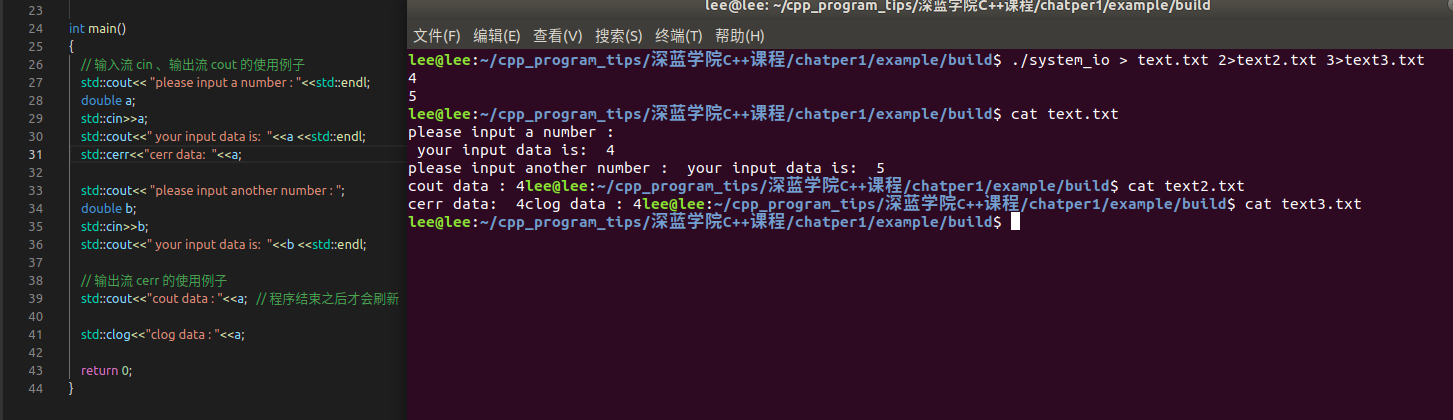 23
24 int main()
25 {
26 // 输入流 cin 、输出流 cout 的使用例子
27 std::cout<< "please input a number : "<<std::endl;
28 double a;
29 std::cin>>a;
30 std::cout<<" your input data is:  "<<a <<std::endl;
31 std::cerr<<"cerr data:  "<<a;
32
33 std::cout<< "please input another number : ";
34 double b;
35 std::cin>>b;
36 std::cout<<" your input data is:  "<<b <<std::endl;
37
38 // 输出流 cerr 的使用例子
39 std::cout<<"cout data : "<<a;  // 程序结束之后才会刷新
40
41 std::clog<<"clog data : "<<a;
42
43 return 0;
44 }
lee@lee: ~/cpp_program_tips/深蓝学院C++课程/chatper1/example/build
文件(F) 编辑(E) 查看(V) 搜索(S) 终端(T) 帮助(H)
lee@lee:~/cpp_program_tips/深蓝学院C++课程/chatper1/example/build$ ./system_io > text.txt 2>text2.txt 3>text3.txt
4
5
lee@lee:~/cpp_program_tips/深蓝学院C++课程/chatper1/example/build$ cat text.txt
please input a number :
 your input data is:  4
please input another number :  your input data is:  5
cout data : 4lee@lee:~/cpp_program_tips/深蓝学院C++课程/chatper1/example/build$ cat text2.txt
cerr data:  4clog data : 4lee@lee:~/cpp_program_tips/深蓝学院C++课程/chatper1/example/build$ cat text3.txt
lee@lee:~/cpp_program_tips/深蓝学院C++课程/chatper1/example/build$